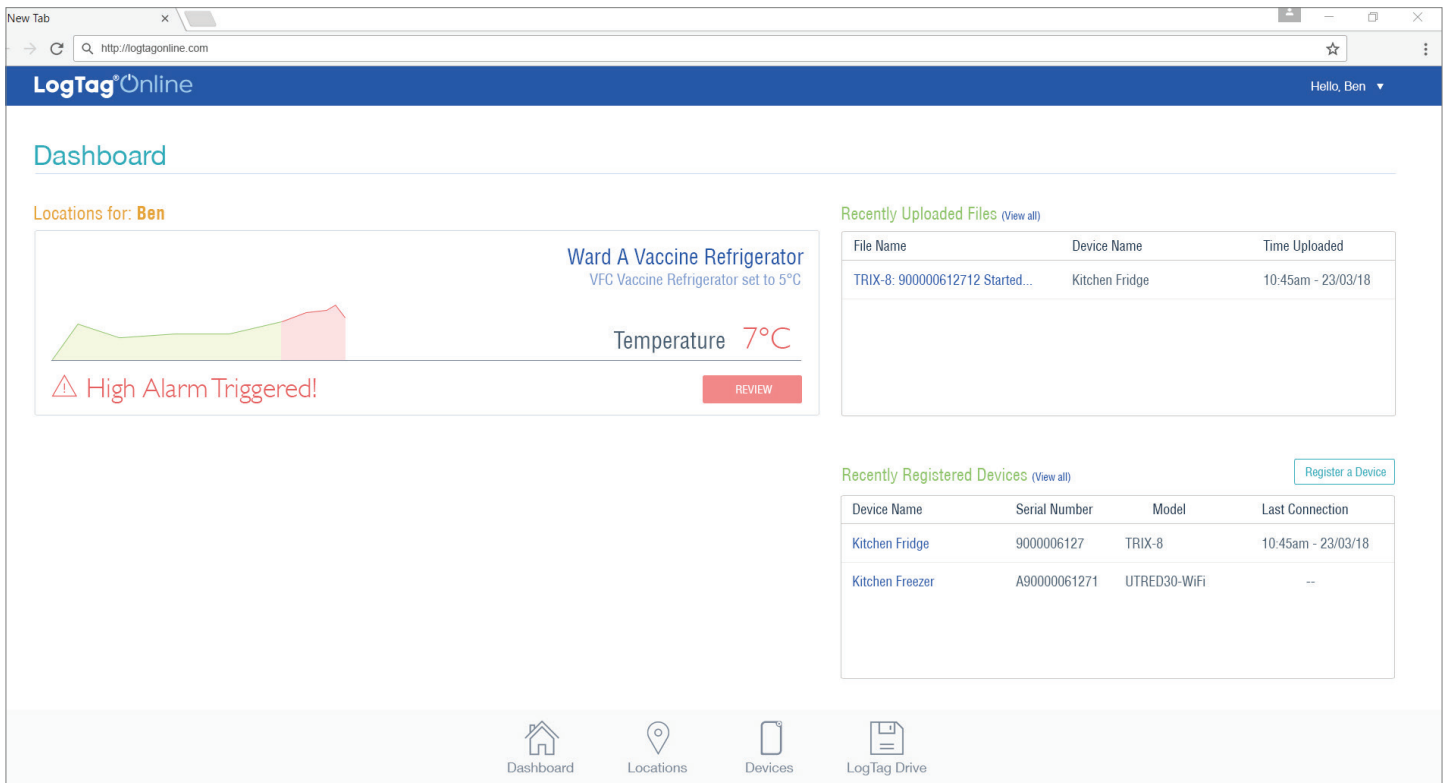 New Tab
http://logtagonline.com
LogTag® Online
Hello, Ben
Dashboard
Locations for: Ben
Ward A Vaccine Refrigerator
VFC Vaccine Refrigerator set to 5°C
Temperature 7°C
High Alarm Triggered!
REVIEW
Recently Uploaded Files (View all)
File Name Device Name Time Uploaded
TRIX-8: 900000612712 Started... Kitchen Fridge 10:45am - 23/03/18
Recently Registered Devices (View all)
Register a Device
Device Name Serial Number Model Last Connection
Kitchen Fridge 9000006127 TRIX-8 10:45am - 23/03/18
Kitchen Freezer A90000061271 UTRED30-WiFi --
Dashboard Locations Devices LogTag Drive